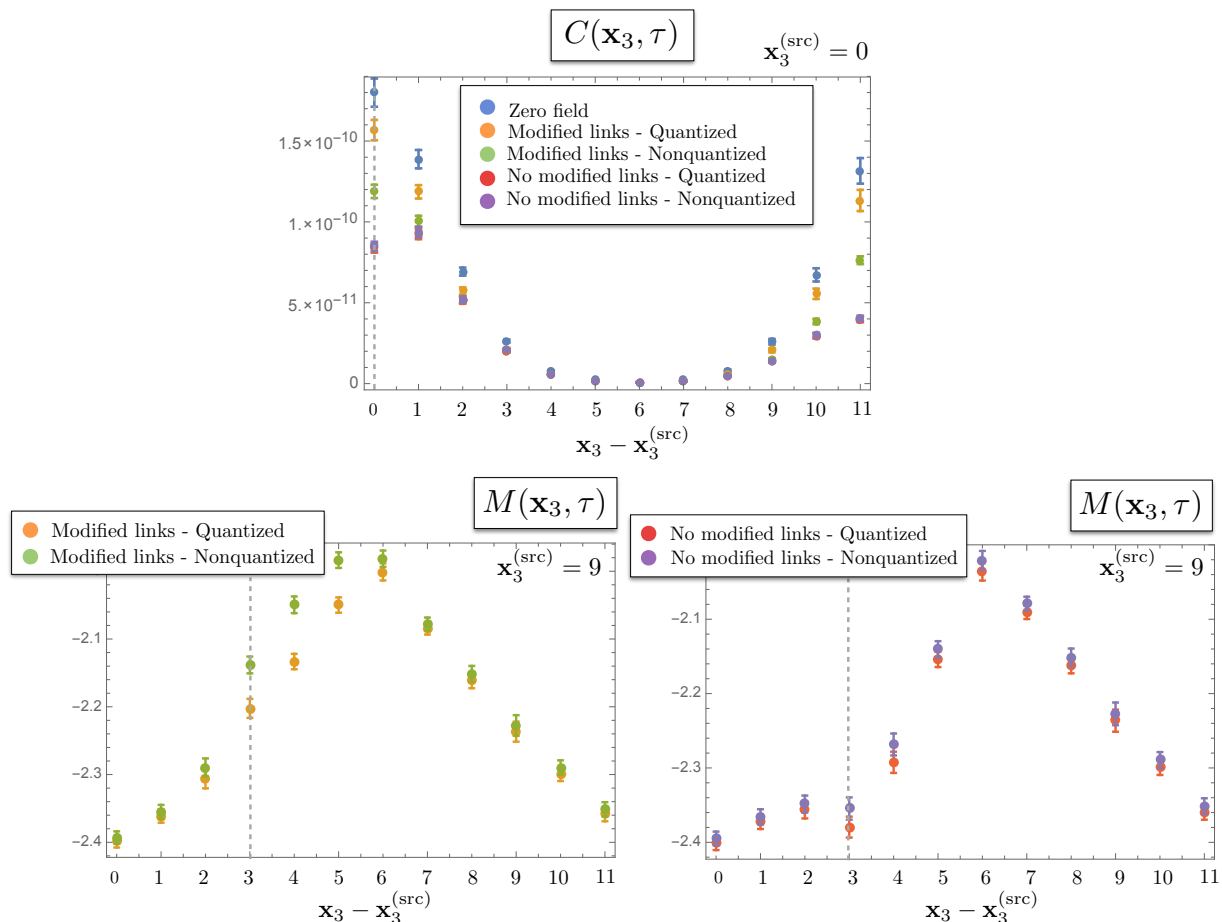 C(x₃, τ)
x₃^(src) = 0
Zero field
Modified links - Quantized
Modified links - Nonquantized
No modified links - Quantized
No modified links - Nonquantized
1.5×10⁻¹⁰
1.×10⁻¹⁰
5.×10⁻¹¹
0
0 1 2 3 4 5 6 7 8 9 10 11
x₃ − x₃^(src)
M(x₃, τ)
Modified links - Quantized
Modified links - Nonquantized
x₃^(src) = 9
−2.1
−2.2
−2.3
−2.4
0 1 2 3 4 5 6 7 8 9 10 11
x₃ − x₃^(src)
M(x₃, τ)
No modified links - Quantized
No modified links - Nonquantized
x₃^(src) = 9
−2.1
−2.2
−2.3
−2.4
0 1 2 3 4 5 6 7 8 9 10 11
x₃ − x₃^(src)